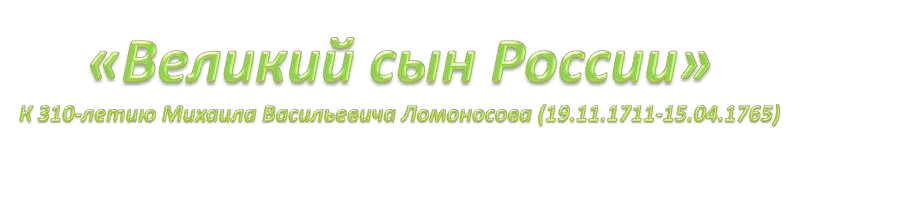 «Великий сын России»
К 310-летию Михаила Васильевича Ломоносова (19.11.1711-15.04.1765)